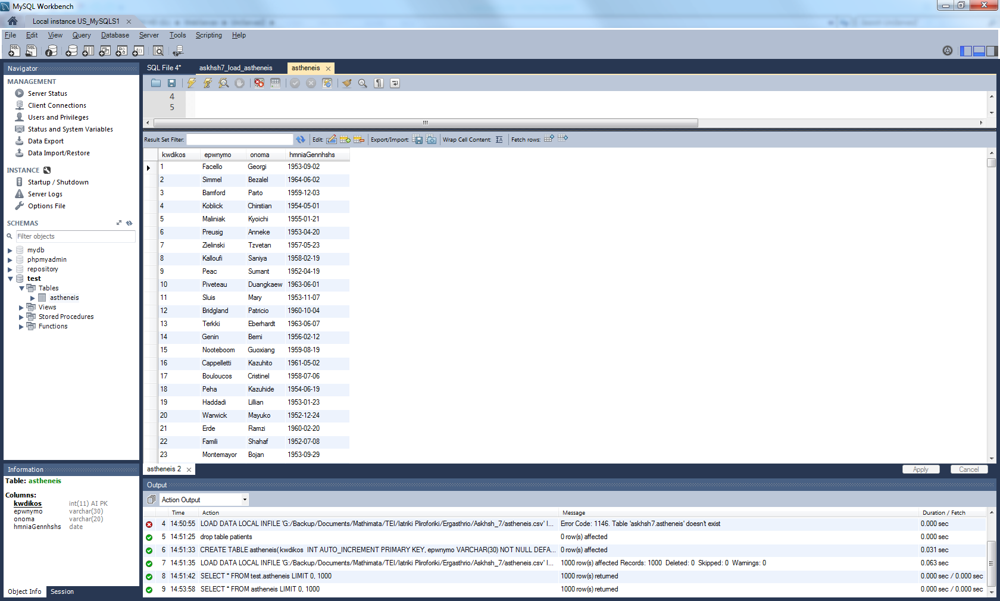 MySQL Workbench
Local instance US_MySQLS1
File Edit View Query Database Server Tools Scripting Help
Navigator
MANAGEMENT
Server Status
Client Connections
Users and Privileges
Status and System Variables
Data Export
Data Import/Restore
INSTANCE
Startup / Shutdown
Server Logs
Options File
SCHEMAS
Filter objects
mydb
phpmyadmin
repository
test
Tables
astheneis
Views
Stored Procedures
Functions
Information
Table: astheneis
Columns:
kwdikos int(11) AI PK
epwnymo varchar(30)
onoma varchar(20)
hmniaGennhshs date
Object Info Session
SQL File 4* askhsh7_load_astheneis astheneis
4
5
Result Set Filter: Edit: Export/Import: Wrap Cell Content: Fetch rows:
kwdikos epwnymo onoma hmniaGennhshs
1 Facello Georgi 1953-09-02
2 Simmel Bezalel 1964-06-02
3 Bamford Parto 1959-12-03
4 Koblick Chirstian 1954-05-01
5 Maliniak Kyoichi 1955-01-21
6 Preusig Anneke 1953-04-20
7 Zielinski Tzvetan 1957-05-23
8 Kalloufi Saniya 1958-02-19
9 Peac Sumant 1952-04-19
10 Piveteau Duangkaew 1963-06-01
11 Sluis Mary 1953-11-07
12 Bridgland Patricio 1960-10-04
13 Terkki Eberhardt 1963-06-07
14 Genin Berni 1956-02-12
15 Nooteboom Guoxiang 1959-08-19
16 Cappelletti Kazuhito 1961-05-02
17 Bouloucos Cristinel 1958-07-06
18 Peha Kazuhide 1954-06-19
19 Haddadi Lillian 1953-01-23
20 Warwick Mayuko 1952-12-24
21 Erde Ramzi 1960-02-20
22 Famili Shahaf 1952-07-08
23 Montemayor Bojan 1953-09-29
astheneis 2 Apply Cancel
Output
Action Output
Time Action Message Duration / Fetch
4 14:50:55 LOAD DATA LOCAL INFILE 'G:/Backup/Documents/Mathimata/TEI/Iatriki Pliroforiki/Ergasthrio/Askhsh_7/astheneis.csv' I... Error Code: 1146. Table 'askhsh7.astheneis' doesn't exist 0.000 sec
5 14:51:25 drop table patients 0 row(s) affected 0.000 sec
6 14:51:33 CREATE TABLE astheneis( kwdikos INT AUTO_INCREMENT PRIMARY KEY, epwnymo VARCHAR(30) NOT NULL DEFA... 0 row(s) affected 0.031 sec
7 14:51:35 LOAD DATA LOCAL INFILE 'G:/Backup/Documents/Mathimata/TEI/Iatriki Pliroforiki/Ergasthrio/Askhsh_7/astheneis.csv' I... 1000 row(s) affected Records: 1000 Deleted: 0 Skipped: 0 Warnings: 0 0.063 sec
8 14:51:42 SELECT * FROM test.astheneis LIMIT 0, 1000 1000 row(s) returned 0.000 sec / 0.000 sec
9 14:53:58 SELECT * FROM astheneis LIMIT 0, 1000 1000 row(s) returned 0.000 sec / 0.000 sec